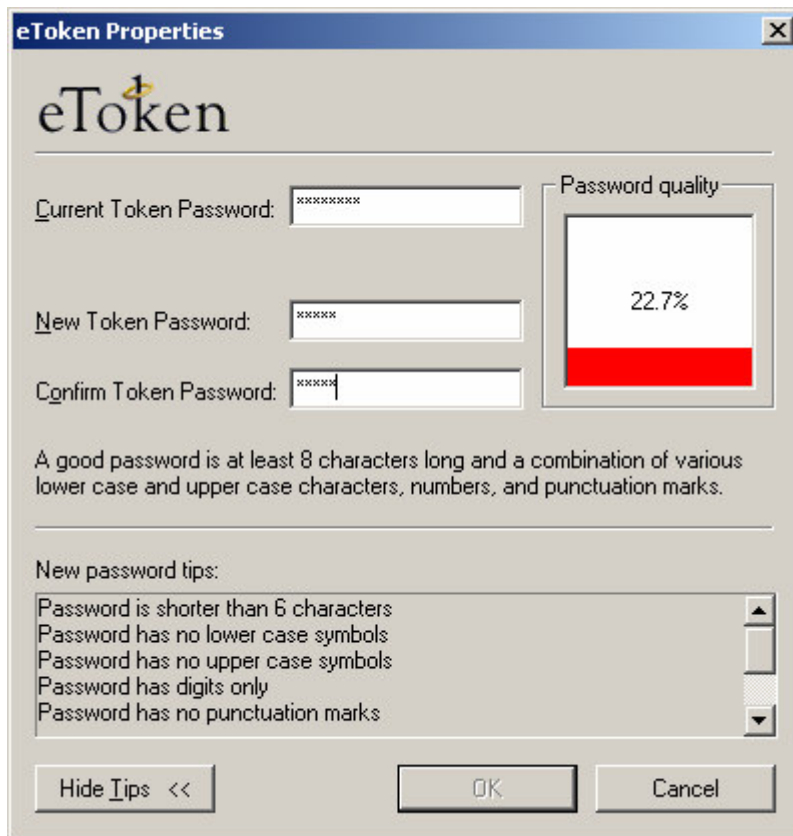 eToken Properties
eToken
Current Token Password: ********
Password quality
22.7%
New Token Password: *****
Confirm Token Password: *****
A good password is at least 8 characters long and a combination of various
lower case and upper case characters, numbers, and punctuation marks.
New password tips:
Password is shorter than 6 characters
Password has no lower case symbols
Password has no upper case symbols
Password has digits only
Password has no punctuation marks
Hide Tips <<
OK
Cancel